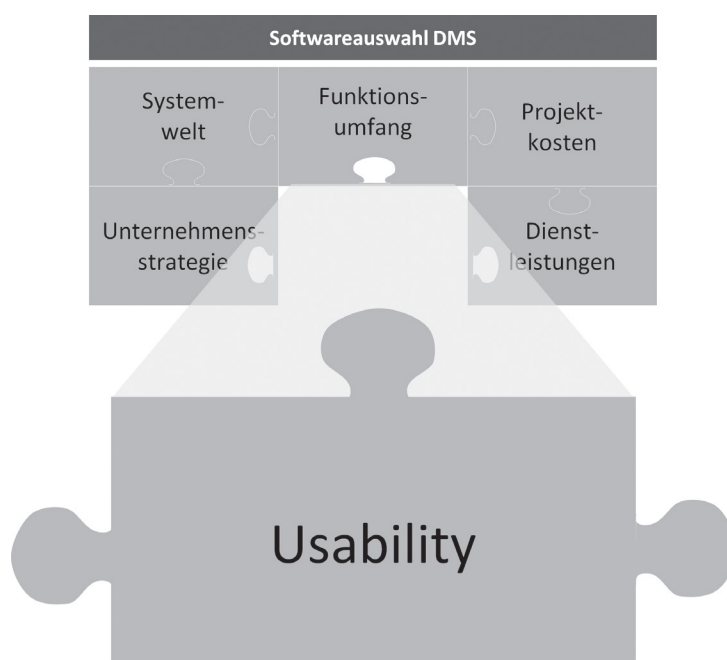 Softwareauswahl DMS
System-
welt
Funktions-
umfang
Projekt-
kosten
Unternehmens-
strategie
Dienst-
leistungen
Usability